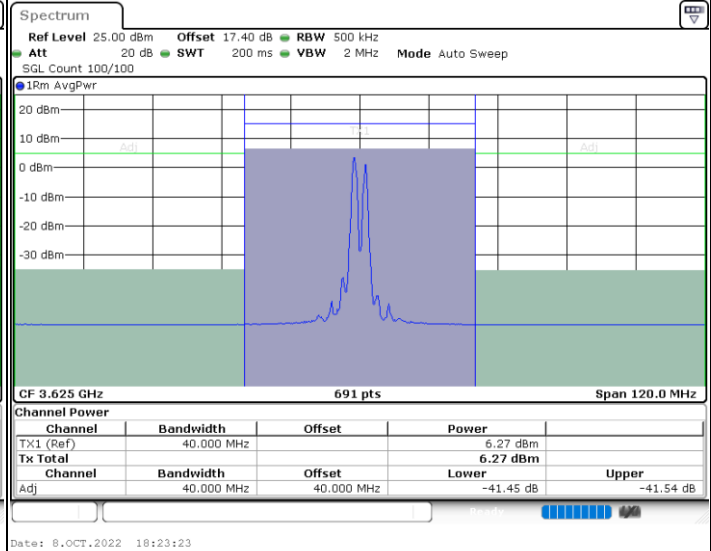 Spectrum
Ref Level 25.00 dBm Offset 17.40 dB RBW 500 kHz
Att 20 dB SWT 200 ms VBW 2 MHz Mode Auto Sweep
SGL Count 100/100
1Rm AvgPwr
20 dBm
TX1
10 dBm
Adj Adj
0 dBm
-10 dBm
-20 dBm
-30 dBm
CF 3.625 GHz 691 pts Span 120.0 MHz
Channel Power
Channel Bandwidth Offset Power
TX1 (Ref) 40.000 MHz 6.27 dBm
Tx Total 6.27 dBm
Channel Bandwidth Offset Lower Upper
Adj 40.000 MHz 40.000 MHz -41.45 dB -41.54 dB
Ready
Date: 8.OCT.2022 18:23:23